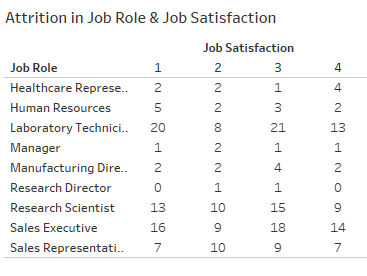 Attrition in Job Role & Job Satisfaction
Job Satisfaction
Job Role 1 2 3 4
Healthcare Represe.. 2 2 1 4
Human Resources 5 2 3 2
Laboratory Technici.. 20 8 21 13
Manager 1 2 1 1
Manufacturing Dire.. 2 2 4 2
Research Director 0 1 1 0
Research Scientist 13 10 15 9
Sales Executive 16 9 18 14
Sales Representati.. 7 10 9 7